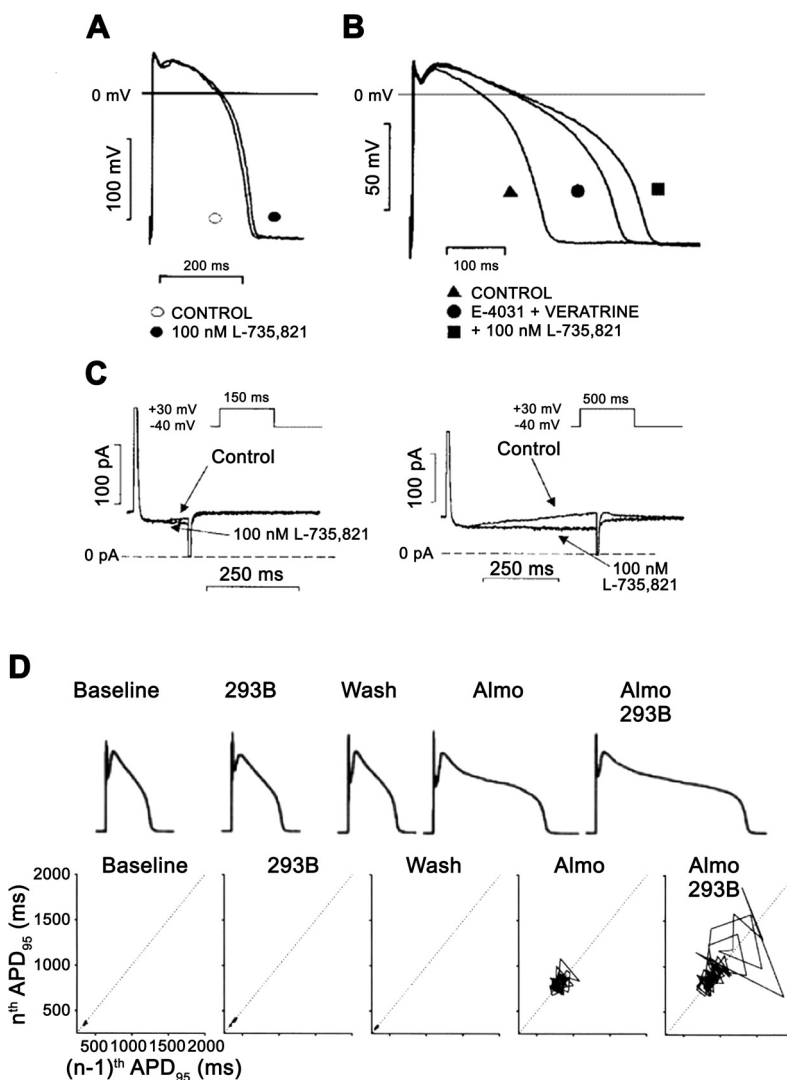 A
0 mV
100 mV
200 ms
CONTROL
100 nM L-735,821
B
0 mV
50 mV
100 ms
CONTROL
E-4031 + VERATRINE
+ 100 nM L-735,821
C
150 ms
+30 mV
-40 mV
100 pA
Control
100 nM L-735,821
0 pA
250 ms
500 ms
+30 mV
-40 mV
100 pA
Control
100 nM
L-735,821
250 ms
D
Baseline
293B
Wash
Almo
Almo
293B
Baseline
293B
Wash
Almo
Almo
293B
2000
1500
1000
500
nth APD95 (ms)
500 1000 1500 2000
(n-1)th APD95 (ms)